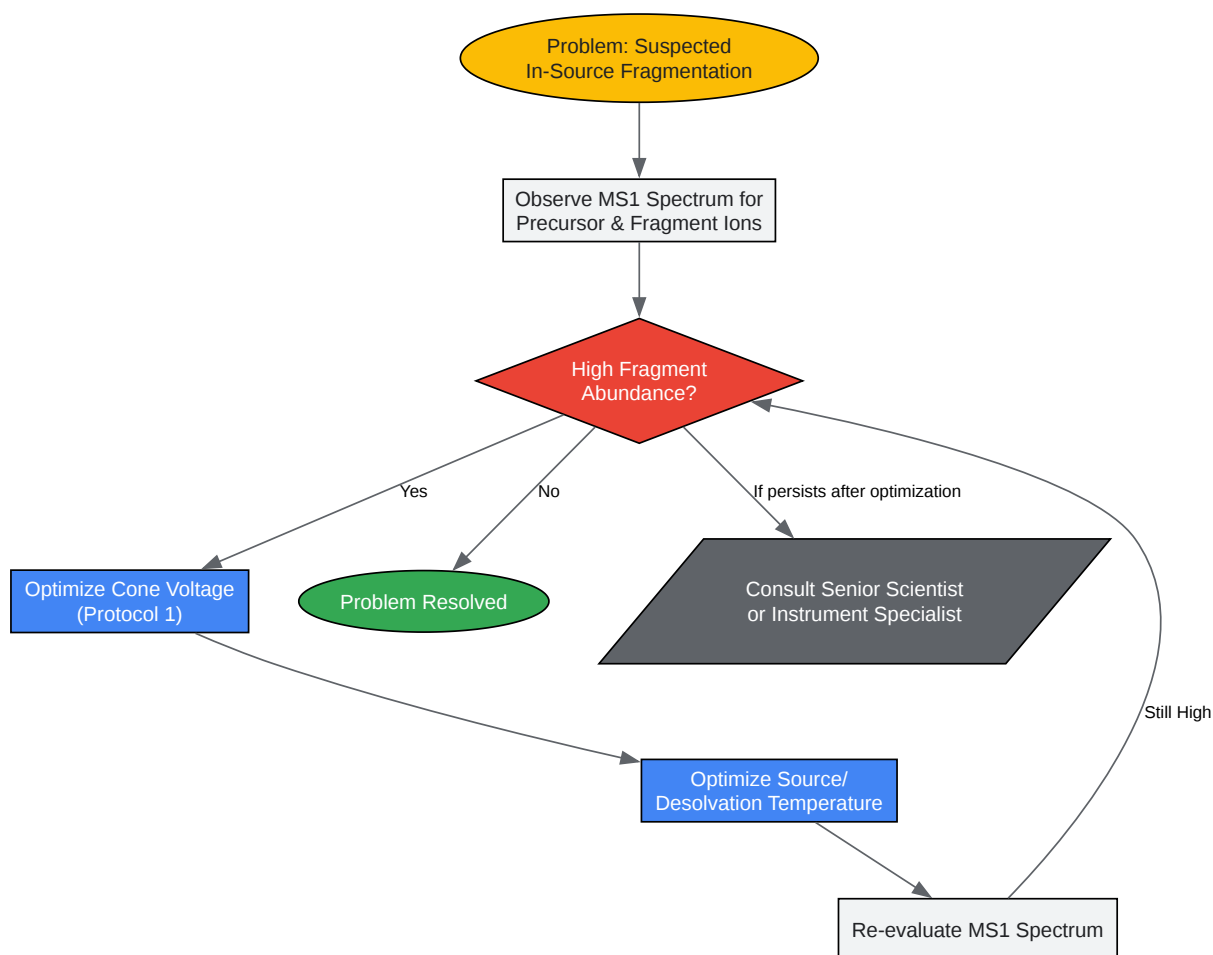 Problem: Suspected
In-Source Fragmentation
Observe MS1 Spectrum for
Precursor & Fragment Ions
High Fragment
Abundance?
Yes
No
If persists after optimization
Optimize Cone Voltage
(Protocol 1)
Problem Resolved
Consult Senior Scientist
or Instrument Specialist
Still High
Optimize Source/
Desolvation Temperature
Re-evaluate MS1 Spectrum